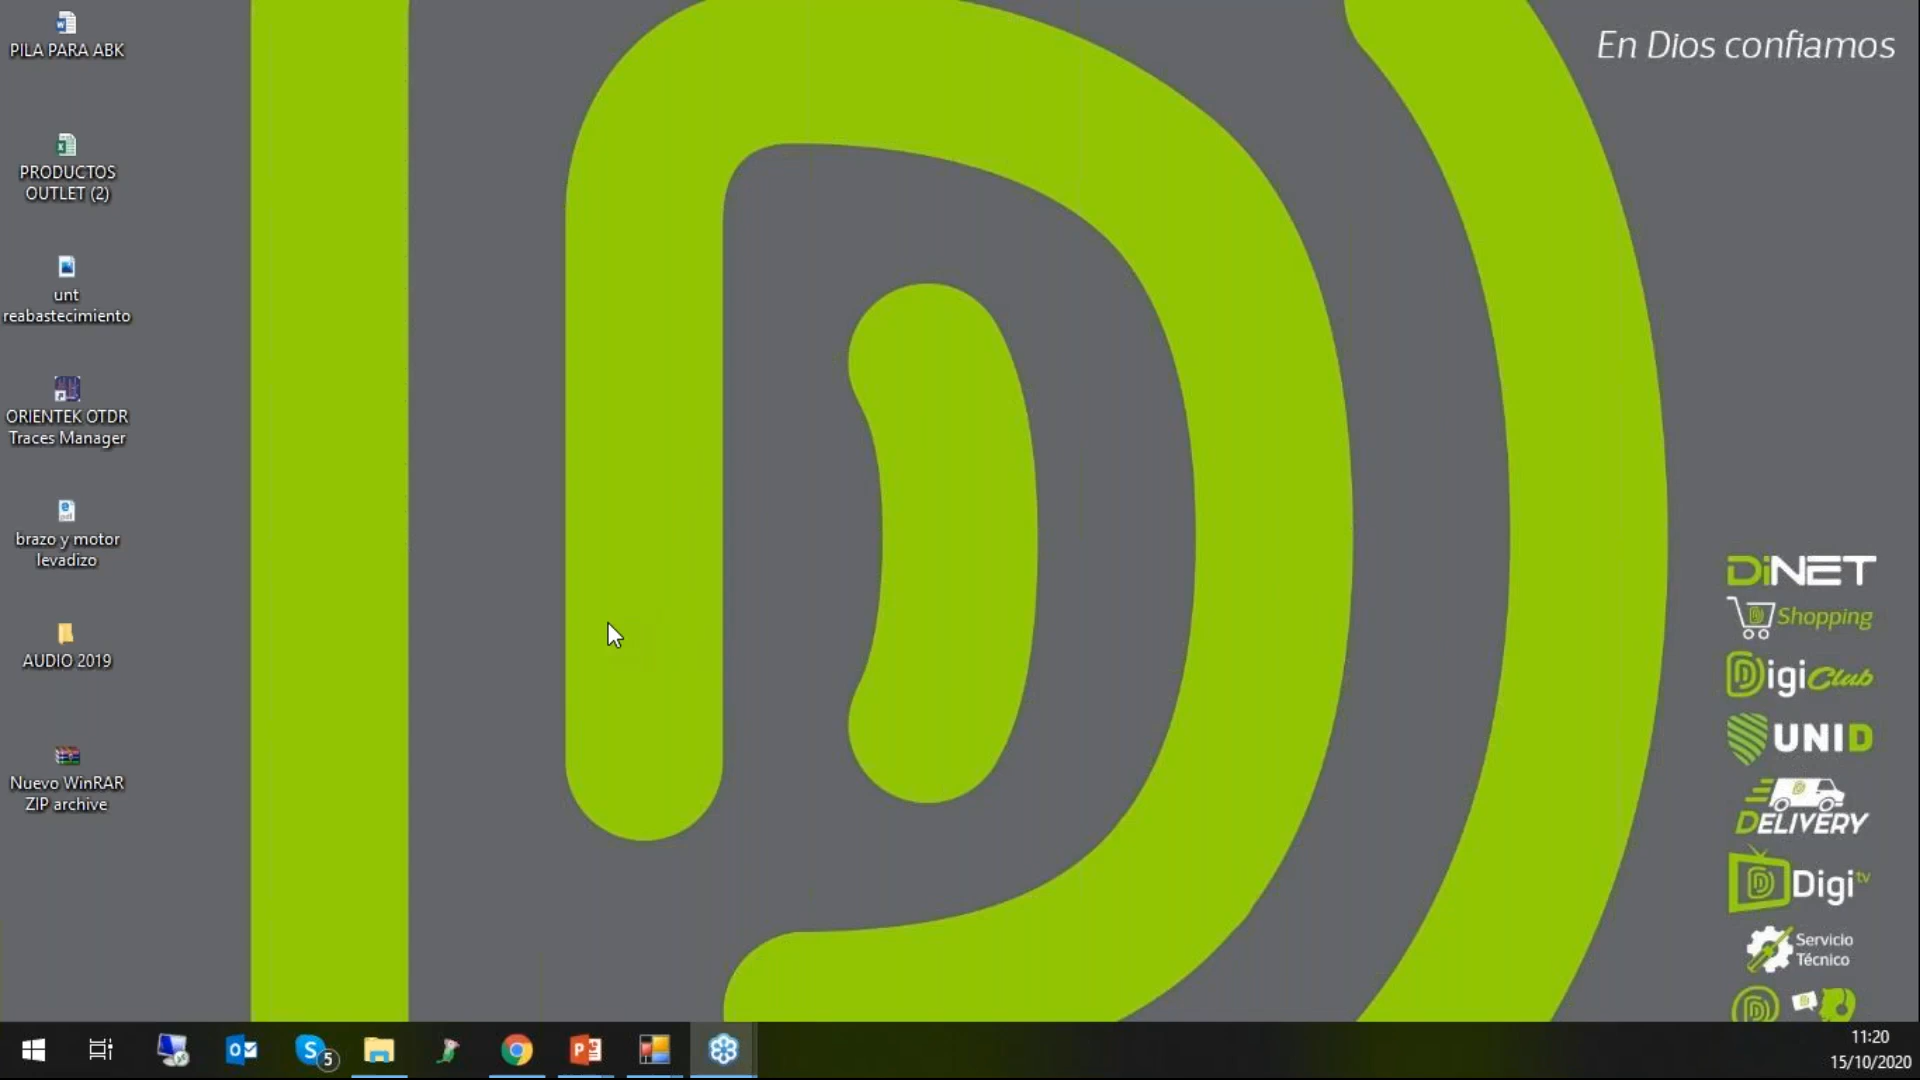 PILA PARA ABK
PRODUCTOS
OUTLET (2)
unt
reabastecimiento
ORIENTEK OTDR
Traces Manager
brazo y motor
levadizo
AUDIO 2019
Nuevo WinRAR
ZIP archive
En Dios confiamos
DiNET
Shopping
DigiClub
UNID
DELIVERY
Digi tv
Servicio
Técnico
5
11:20
15/10/2020